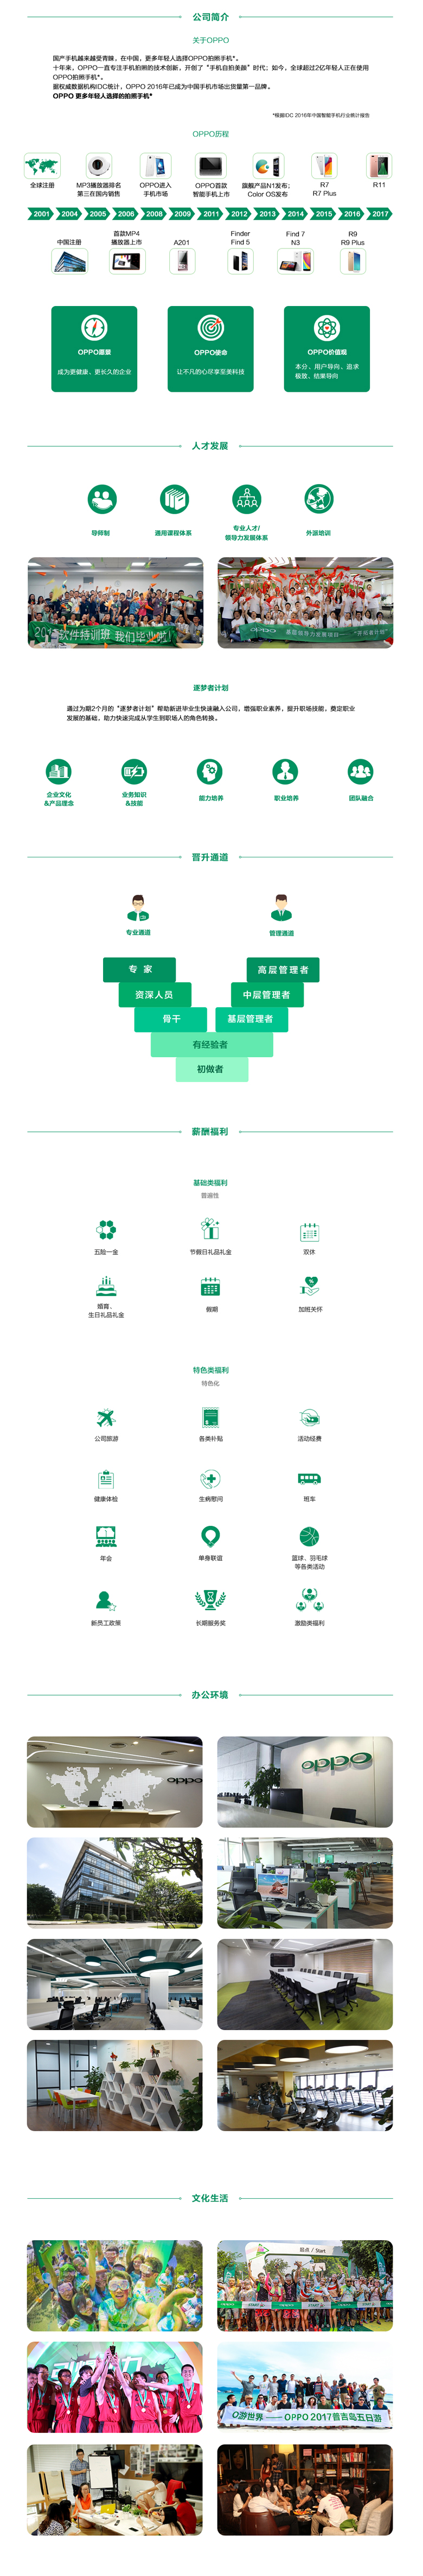 公司简介
关于OPPO
国产手机越来越受青睐，在中国，更多年轻人选择OPPO拍照手机*。
十年来，OPPO一直专注手机拍照的技术创新，开创了“手机自拍美颜”时代；如今，全球超过2亿年轻人正在使用
OPPO拍照手机*。
据权威数据机构IDC统计，OPPO 2016年已成为中国手机市场出货量第一品牌。
OPPO 更多年轻人选择的拍照手机*
*根据IDC 2016年中国智能手机行业统计报告
OPPO历程
全球注册
MP3播放器排名
第三在国内销售
OPPO进入
手机市场
OPPO首款
智能手机上市
旗舰产品N1发布；
Color OS发布
R7
R7 Plus
R11
2001 2004 2005 2006 2008 2009 2011 2012 2013 2014 2015 2016 2017
中国注册
首款MP4
播放器上市
A201
Finder
Find 5
Find 7
N3
R9
R9 Plus
OPPO愿景
成为更健康、更长久的企业
OPPO使命
让不凡的心尽享至美科技
OPPO价值观
本分、用户导向、追求
极致、结果导向
人才发展
导师制
通用课程体系
专业人才/
领导力发展体系
外派培训
软件特训班 我们毕业啦！
oppo 基层领导力发展项目
逐梦者计划
通过为期2个月的“逐梦者计划”帮助新进毕业生快速融入公司，增强职业素养，提升职场技能，奠定职业
发展的基础，助力快速完成从学生到职场人的角色转换。
企业文化
&产品理念
业务知识
&技能
能力培养
职业培养
团队融合
晋升通道
专业通道
管理通道
专 家
高层管理者
资深人员
中层管理者
骨干
基层管理者
有经验者
初做者
薪酬福利
基础类福利
普遍性
五险一金
节假日礼品礼金
双休
婚育、
生日礼品礼金
假期
加班关怀
特色类福利
特色化
公司旅游
各类补贴
活动经费
健康体检
生病慰问
班车
年会
单身联谊
篮球、羽毛球
等各类活动
新员工政策
长期服务奖
激励类福利
办公环境
oppo
oppo
文化生活
起点 / Start
START
O游世界 —— OPPO 2017普吉岛五日游